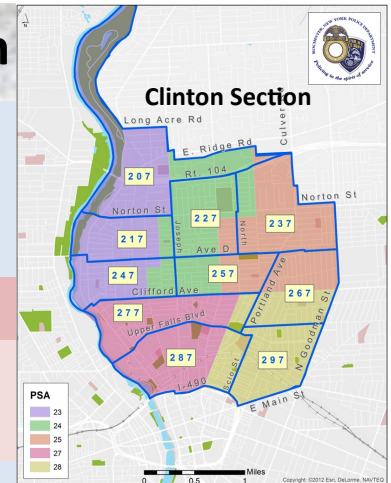 n
ROCHESTER, NEW YORK POLICE DEPARTMENT
Policing in the spirit of service
Clinton Section
N
Long Acre Rd
Culver Rd
E. Ridge Rd
Rt. 104
207
Norton St
Norton St
227
237
217
Joseph
North
Ave D
247
257
Clifford Ave
Portland Ave
267
277
Upper Falls Blvd
N Goodman St
287
Scio St
297
I-490
E Main St
PSA
23
24
25
27
28
Miles
0 0.5 1
Copyright: ©2012 Esri, DeLorme, NAVTEQ